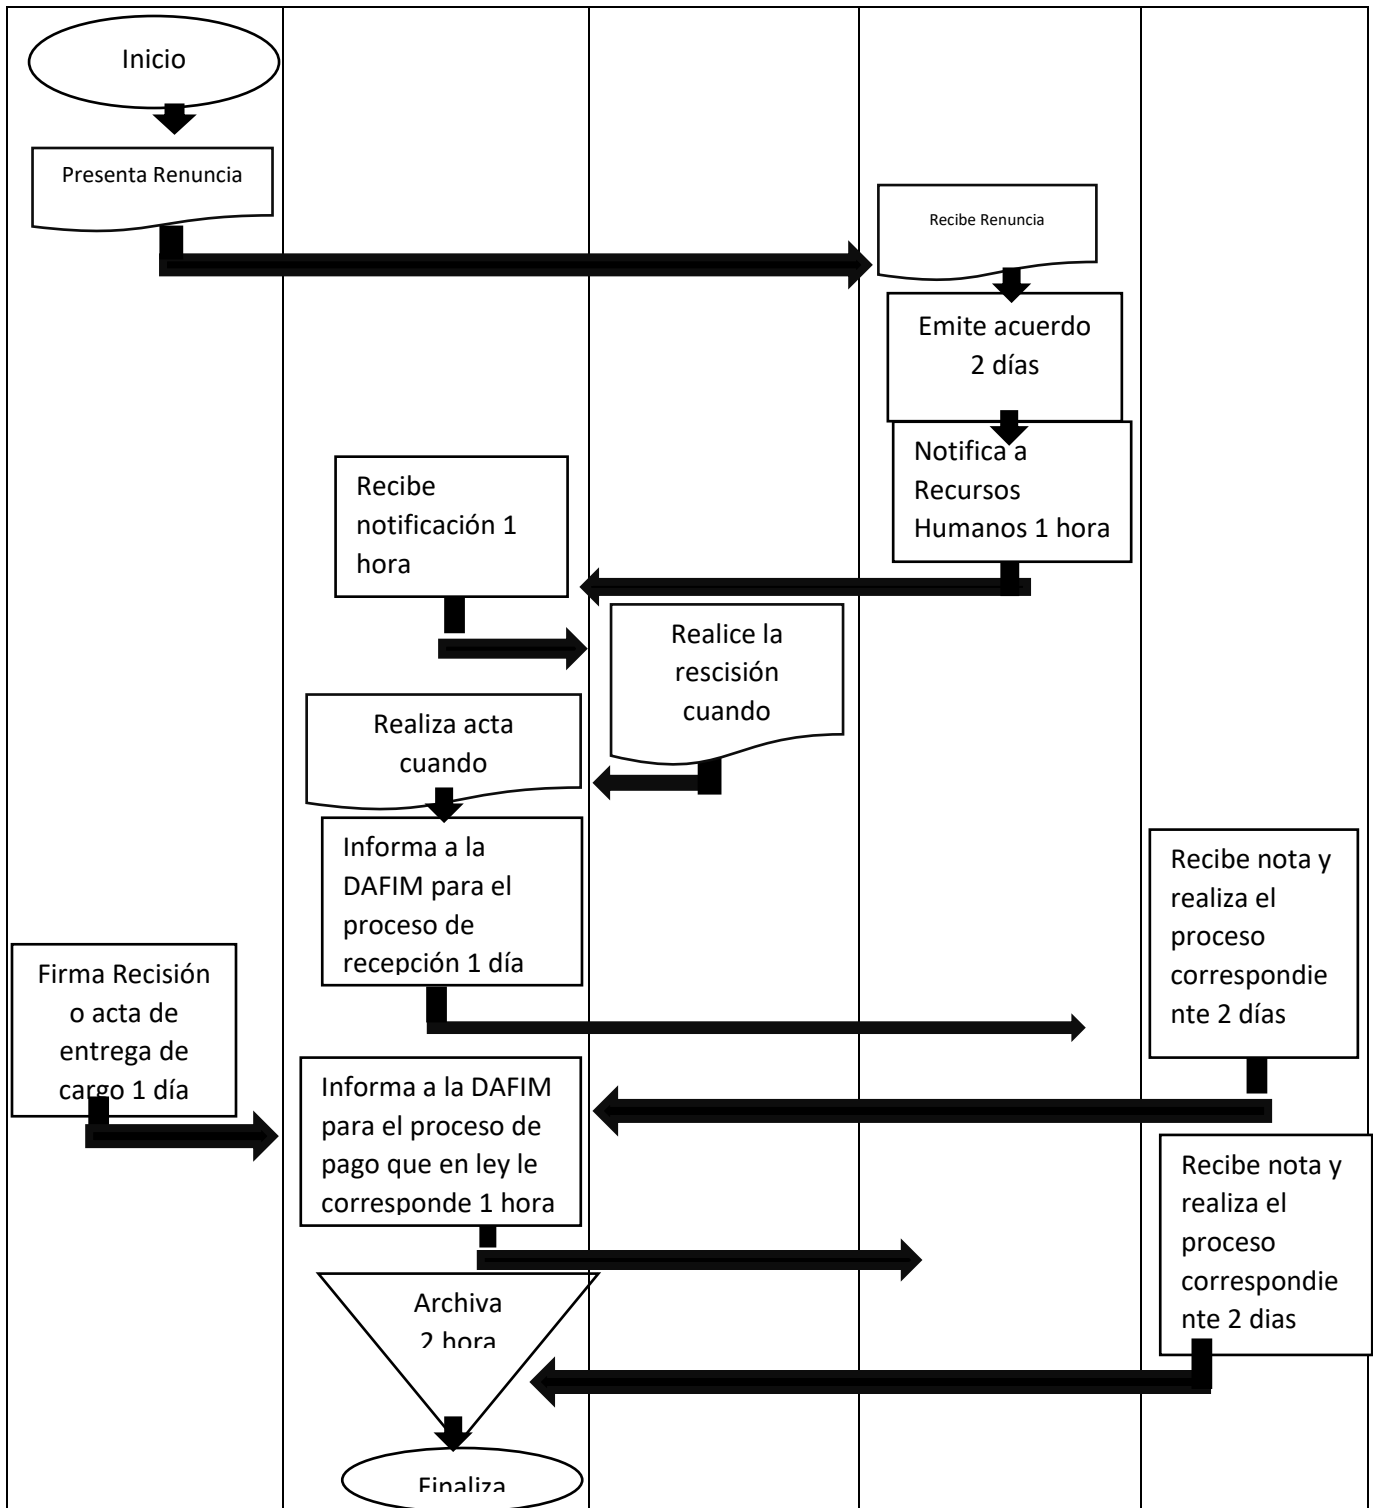 Inicio
Presenta Renuncia
Recibe Renuncia
Emite acuerdo
2 días
Notifica a
Recursos
Humanos 1 hora
Recibe
notificación 1
hora
Realice la
rescisión
cuando
Realiza acta
cuando
Informa a la
DAFIM para el
proceso de
recepción 1 día
Recibe nota y
realiza el
proceso
correspondie
nte 2 días
Firma Recisión
o acta de
entrega de
cargo 1 día
Informa a la DAFIM
para el proceso de
pago que en ley le
corresponde 1 hora
Recibe nota y
realiza el
proceso
correspondie
nte 2 dias
Archiva
2 hora
Finaliza